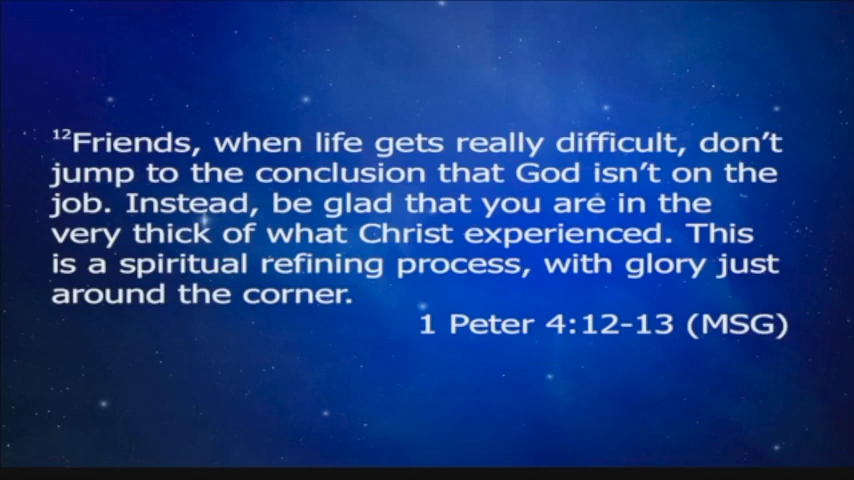 ¹²Friends, when life gets really difficult, don't
jump to the conclusion that God isn't on the
job. Instead, be glad that you are in the
very thick of what Christ experienced. This
is a spiritual refining process, with glory just
around the corner.
1 Peter 4:12-13 (MSG)